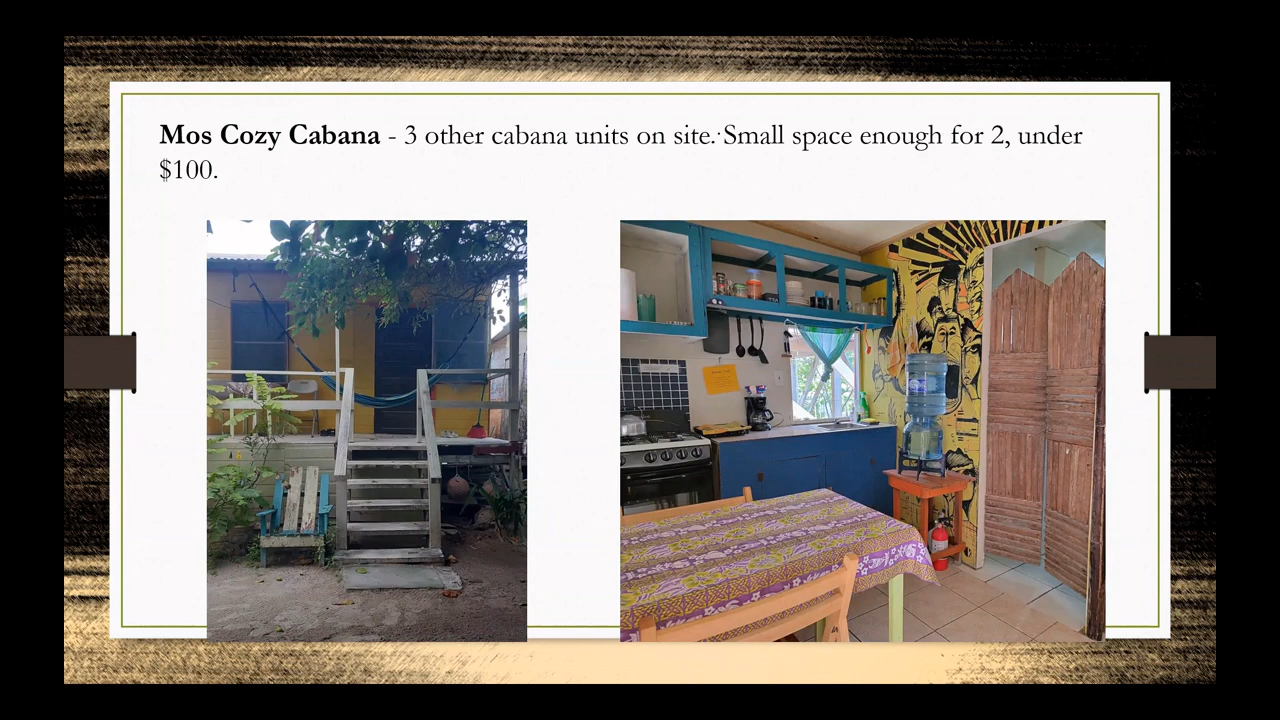 Mos Cozy Cabana - 3 other cabana units on site. Small space enough for 2, under
$100.